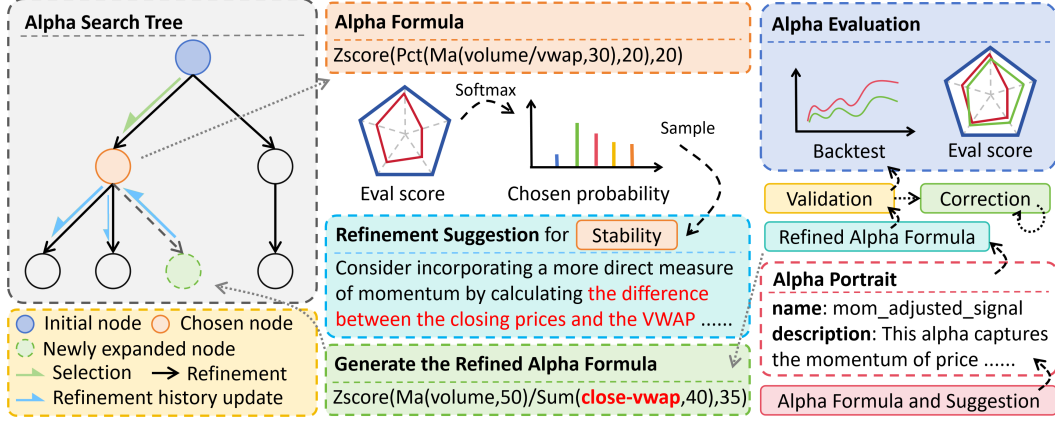 Alpha Search Tree
Initial node
Chosen node
Newly expanded node
Selection
Refinement
Refinement history update
Alpha Formula
Zscore(Pct(Ma(volume/vwap,30),20),20)
Softmax
Sample
Eval score
Chosen probability
Refinement Suggestion for Stability
Consider incorporating a more direct measure
of momentum by calculating the difference
between the closing prices and the VWAP ......
Generate the Refined Alpha Formula
Zscore(Ma(volume,50)/Sum(close-vwap,40),35)
Alpha Evaluation
Backtest
Eval score
Validation
Correction
Refined Alpha Formula
Alpha Portrait
name: mom_adjusted_signal
description: This alpha captures
the momentum of price ......
Alpha Formula and Suggestion